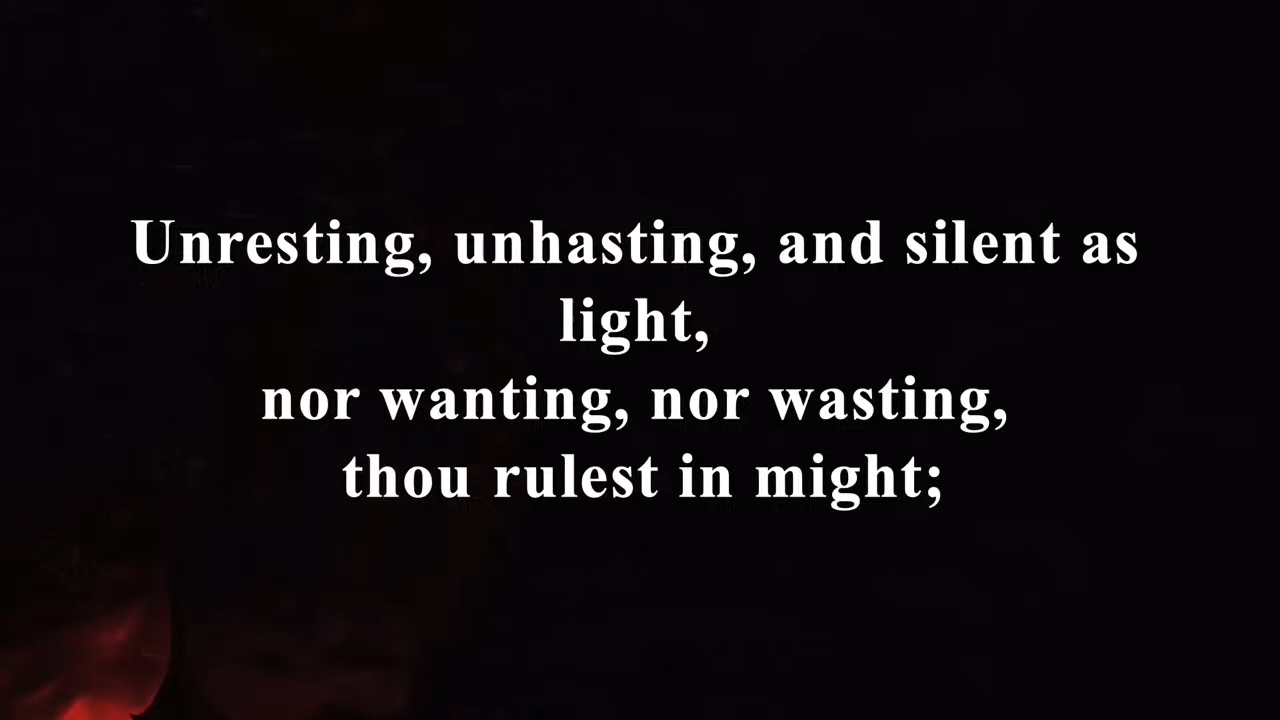 Unresting, unhasting, and silent as
light,
nor wanting, nor wasting,
thou rulest in might;